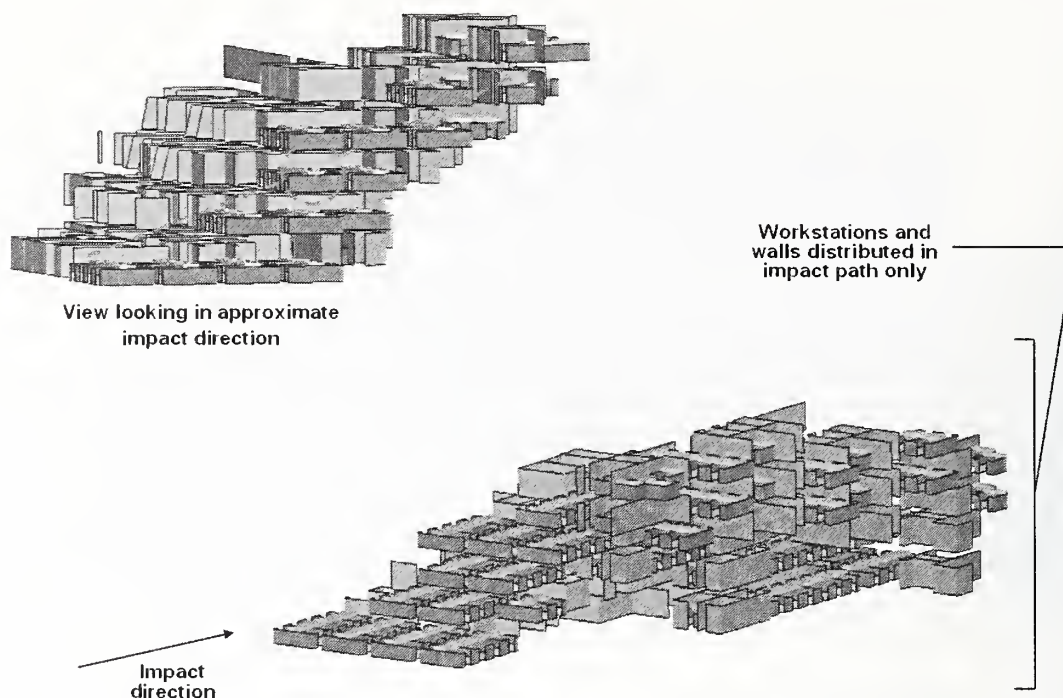 View looking in approximate
impact direction
Workstations and
walls distributed in
impact path only
Impact
direction